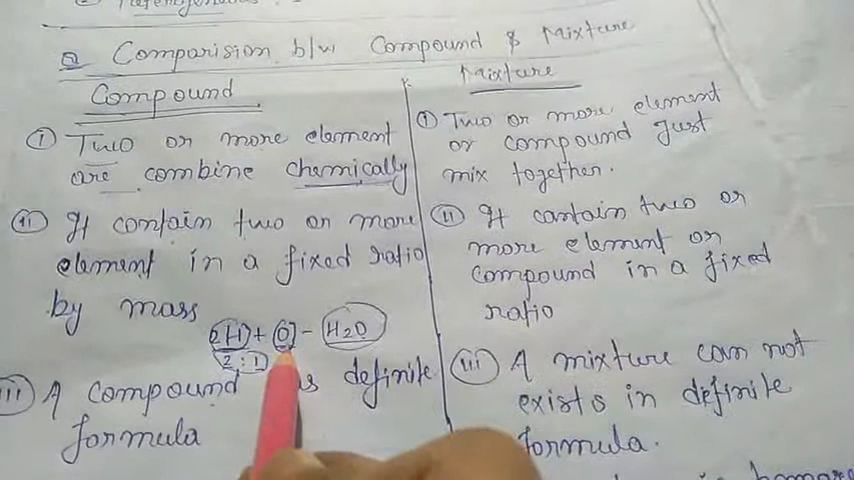 Q Comparision b/w Compound & Mixture
Compound
(I) Two or more element
are combine chemically
(II) It contain two or more
element in a fixed ratio
by mass
2H + O - H2O
2:1
(III) A compound definite
formula
Mixture
(I) Two or more element
or compound Just
mix together.
(II) It contain two or
more element or
compound in a fixed
ratio
(III) A mixture can not
exists in definite
formula.